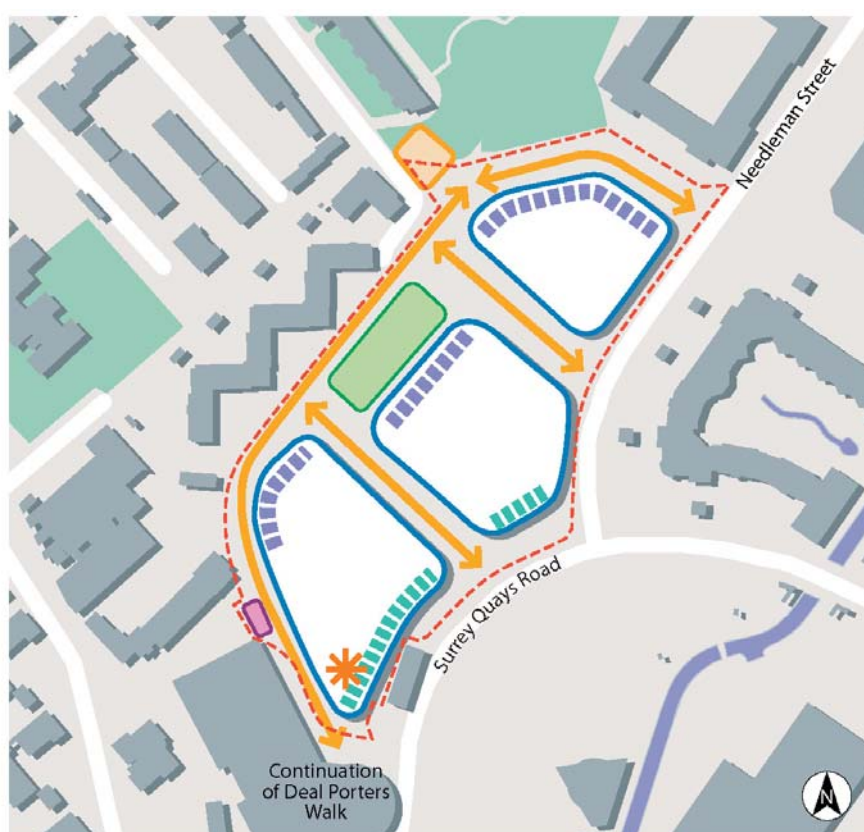 Needleman Street
Surrey Quays Road
Continuation
of Deal Porters
Walk
N